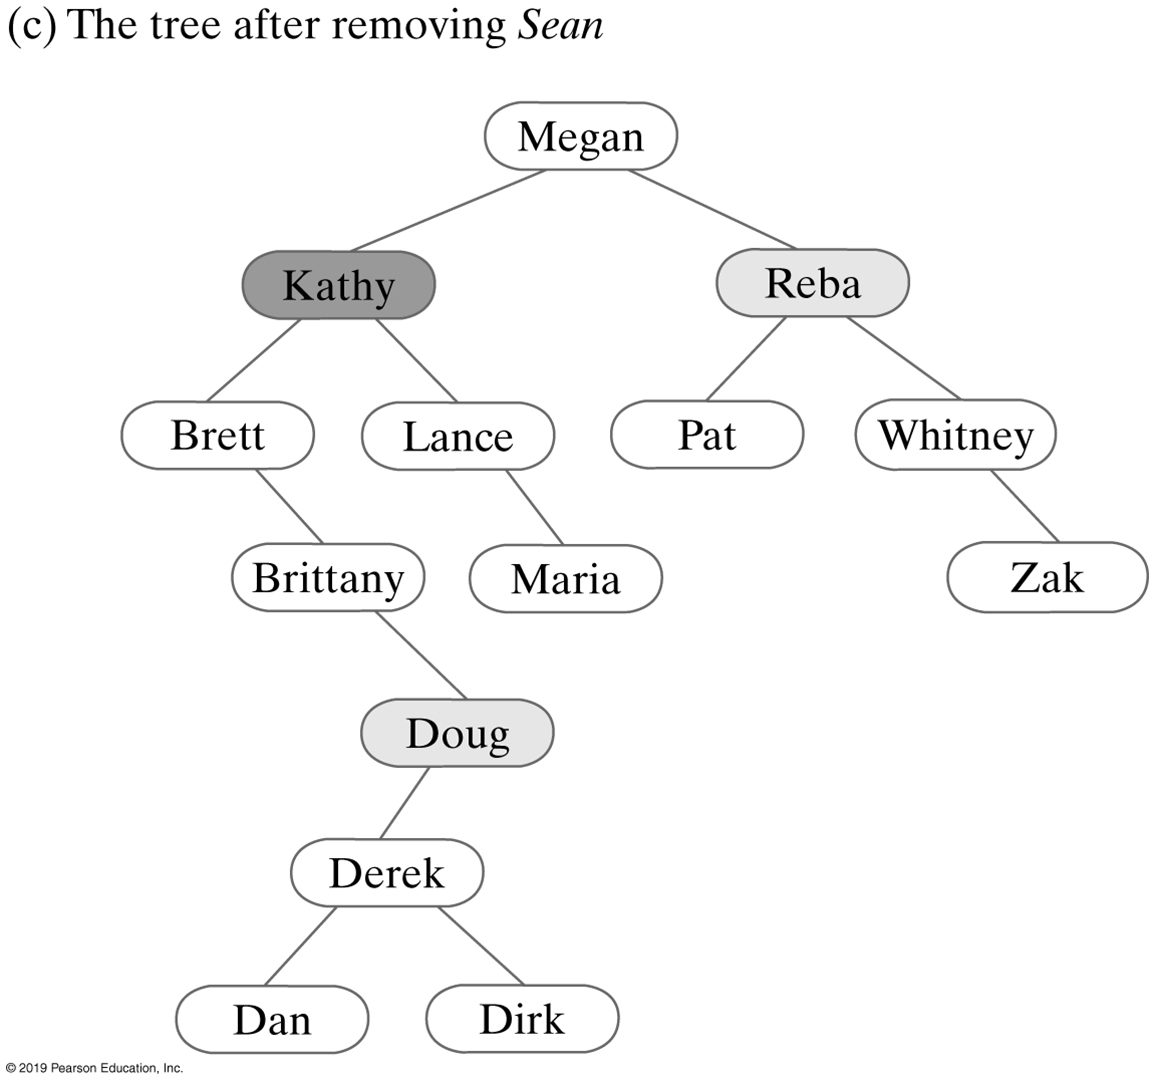 (c) The tree after removing Sean
Megan
Kathy
Reba
Brett
Lance
Pat
Whitney
Brittany
Maria
Zak
Doug
Derek
Dan
Dirk
© 2019 Pearson Education, Inc.